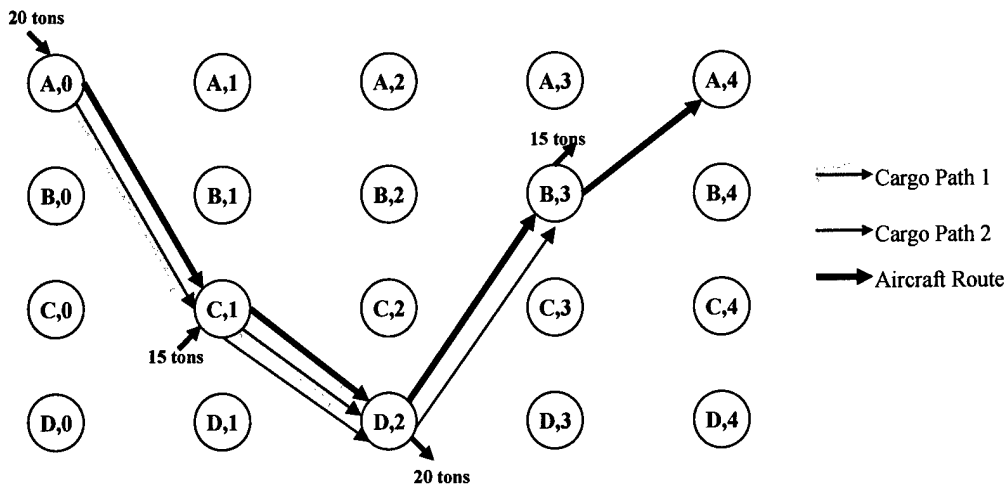 20 tons
A,0
A,1
A,2
A,3
A,4
15 tons
B,0
B,1
B,2
B,3
B,4
Cargo Path 1
Cargo Path 2
Aircraft Route
C,0
C,1
C,2
C,3
C,4
15 tons
D,0
D,1
D,2
D,3
D,4
20 tons